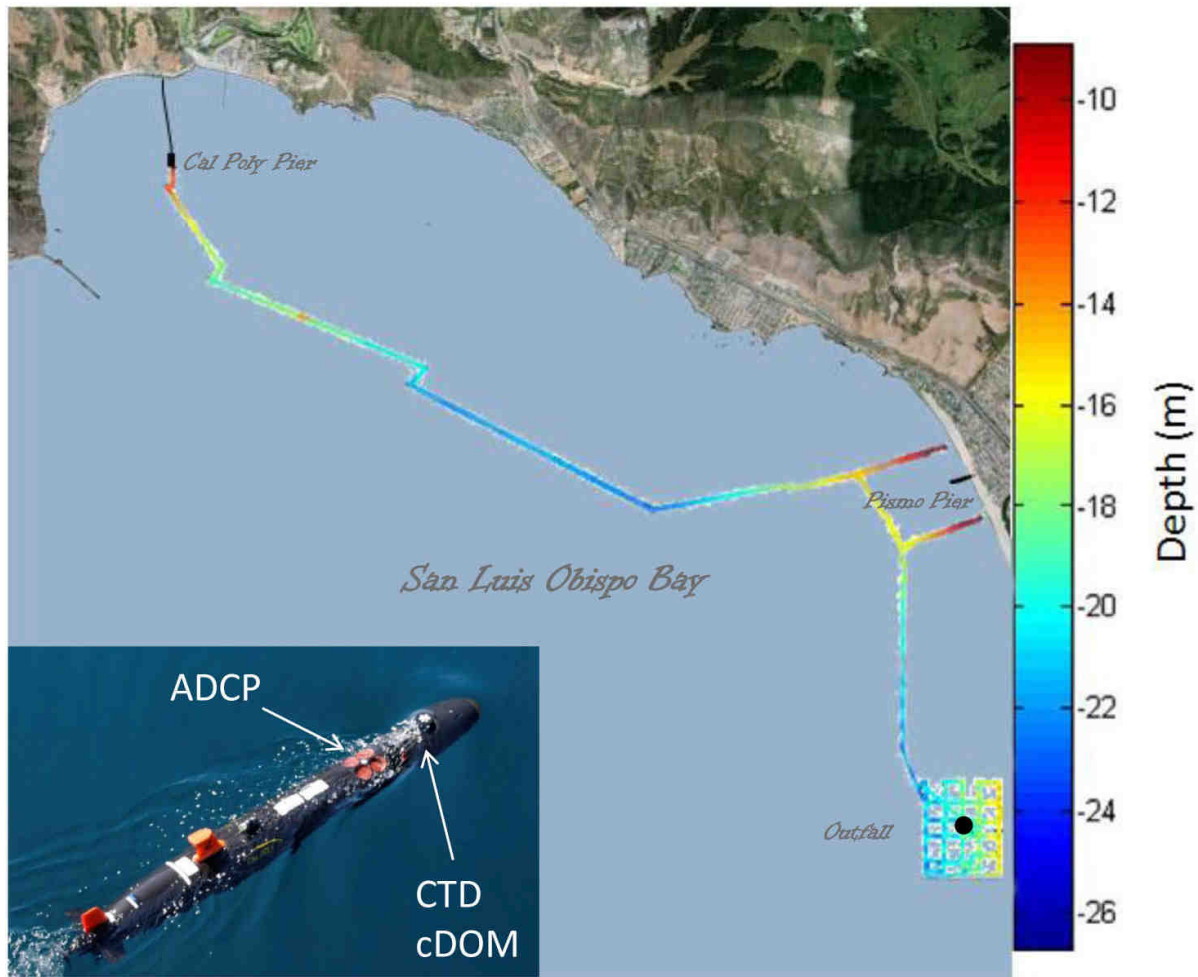 Cal Poly Pier
Pismo Pier
San Luis Obispo Bay
Outfall
ADCP
CTD
cDOM
-10
-12
-14
-16
-18
-20
-22
-24
-26
Depth (m)